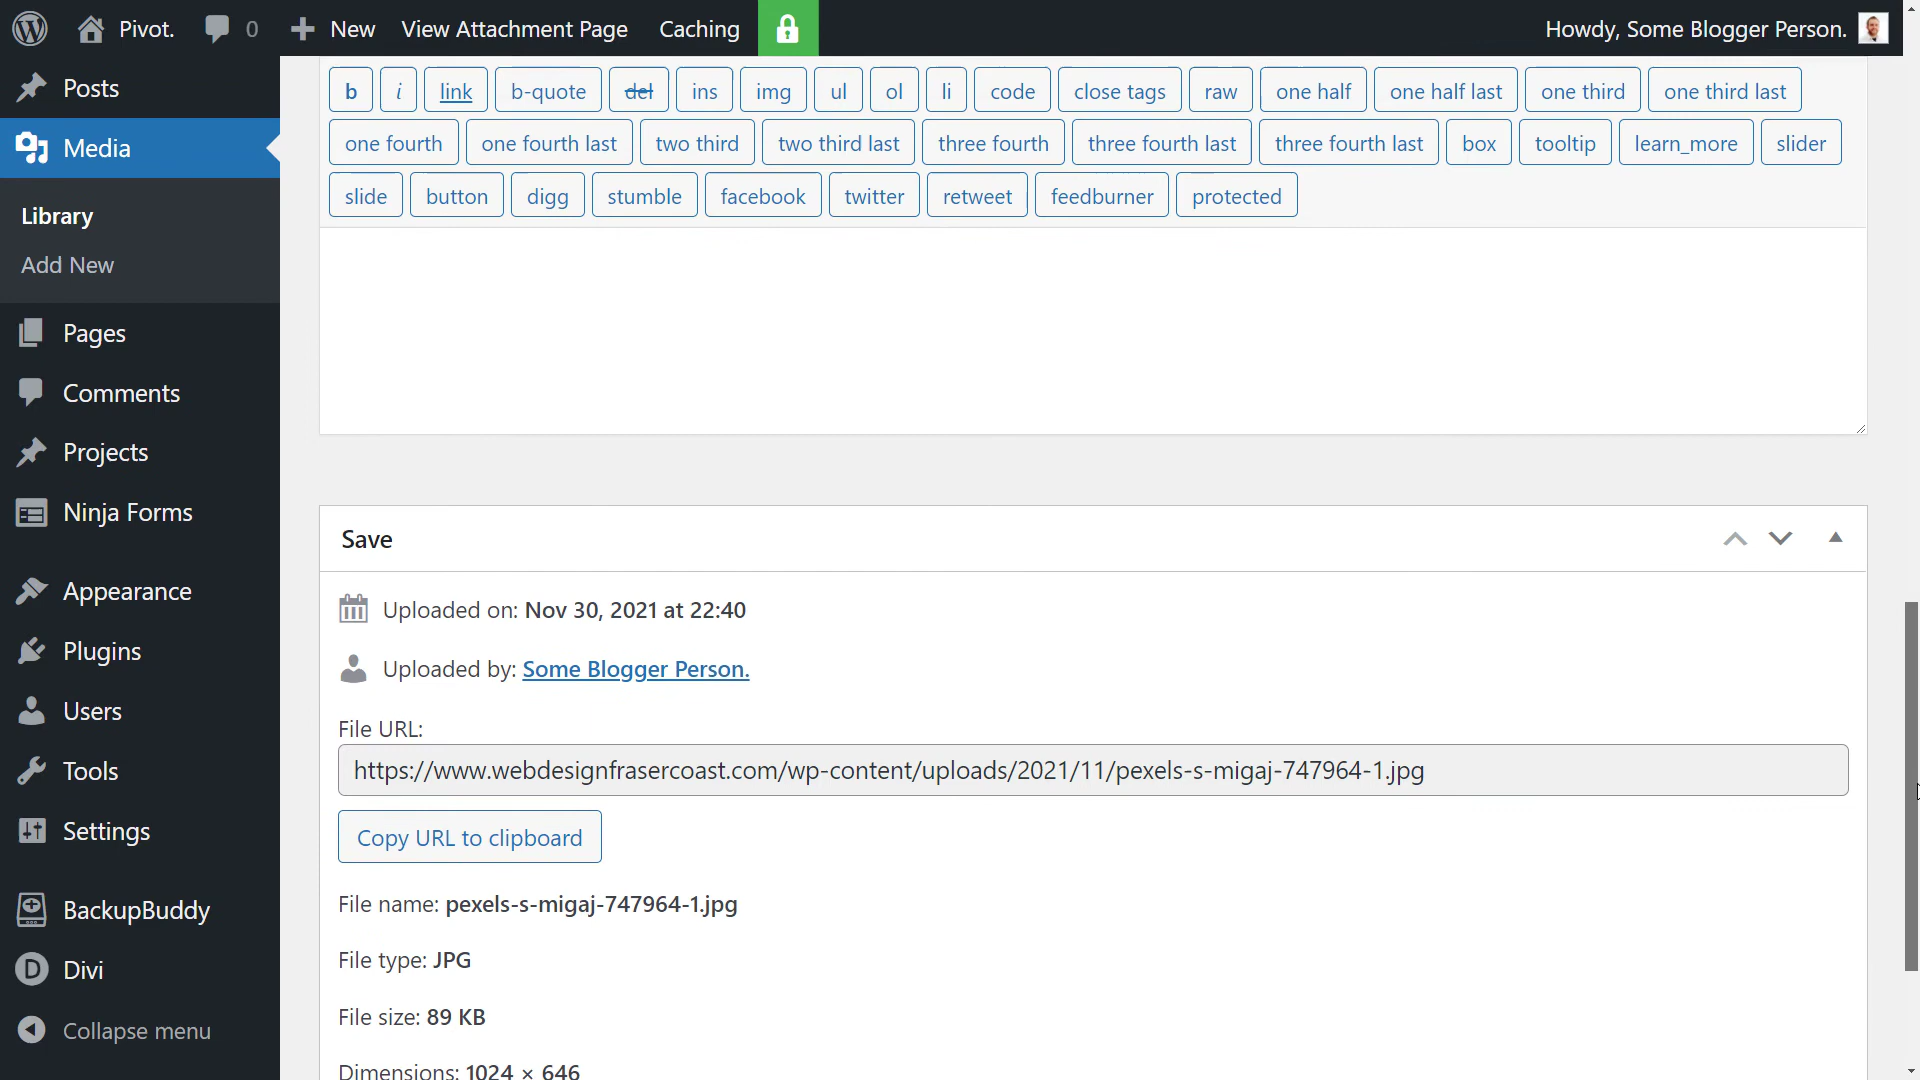 Pivot. 0 New View Attachment Page Caching Howdy, Some Blogger Person.
Posts
Media
Library
Add New
Pages
Comments
Projects
Ninja Forms
Appearance
Plugins
Users
Tools
Settings
BackupBuddy
Divi
Collapse menu
b i link b-quote del ins img ul ol li code close tags raw one half one half last one third one third last
one fourth one fourth last two third two third last three fourth three fourth last three fourth last box tooltip learn_more slider
slide button digg stumble facebook twitter retweet feedburner protected
Save
Uploaded on: Nov 30, 2021 at 22:40
Uploaded by: Some Blogger Person.
File URL:
https://www.webdesignfrasercoast.com/wp-content/uploads/2021/11/pexels-s-migaj-747964-1.jpg
Copy URL to clipboard
File name: pexels-s-migaj-747964-1.jpg
File type: JPG
File size: 89 KB
Dimensions: 1024 × 646